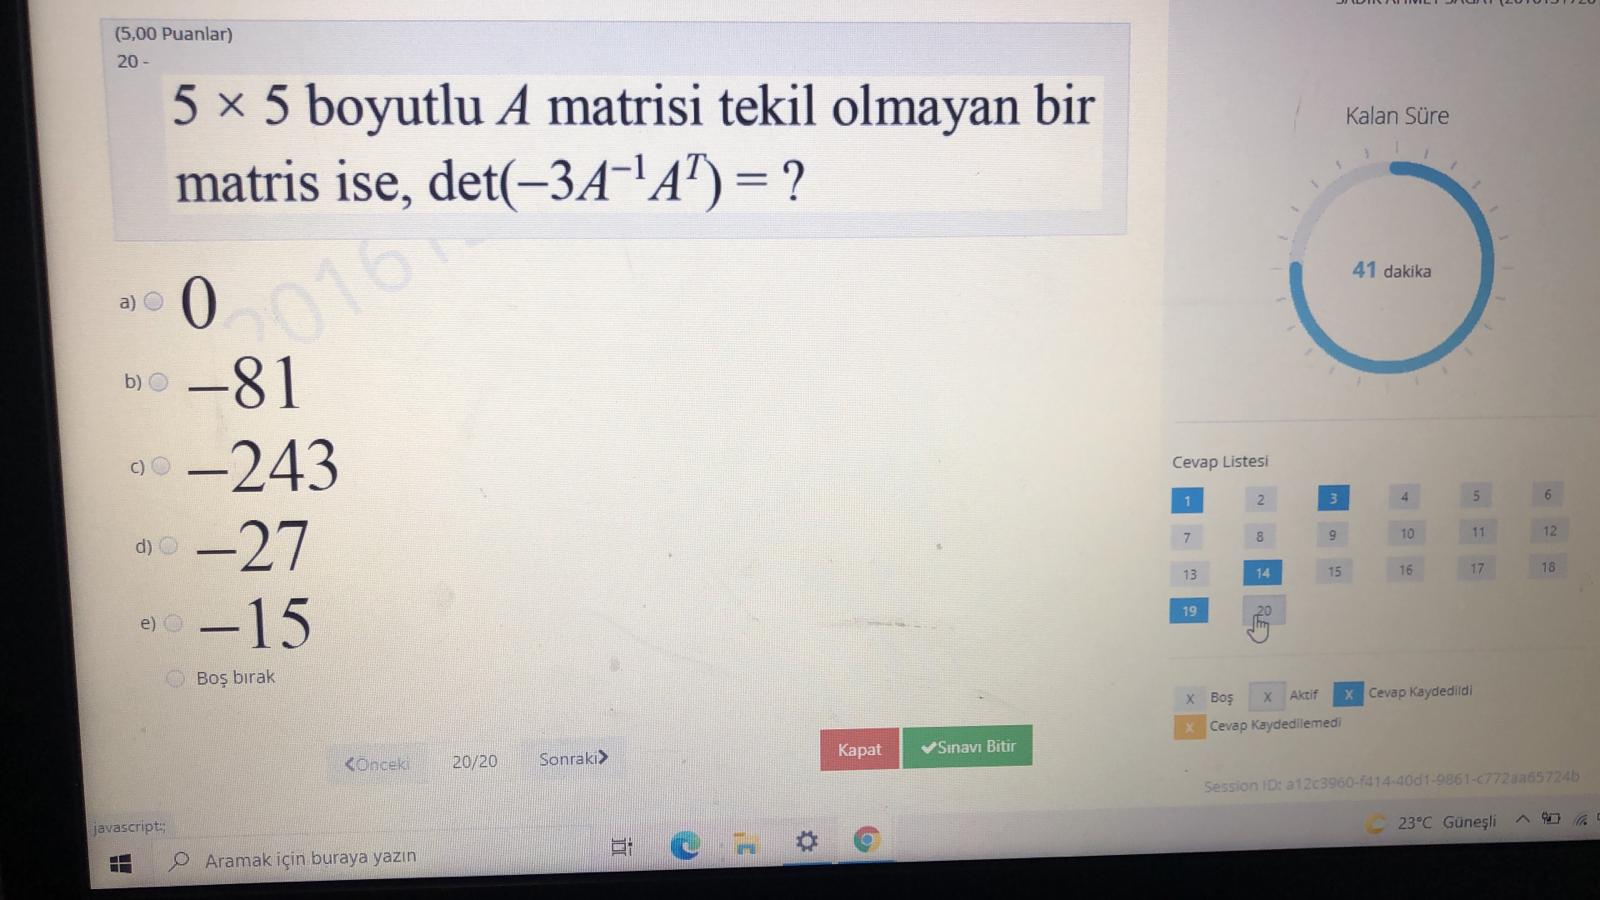 (5,00 Puanlar)
20 -
5 × 5 boyutlu A matrisi tekil olmayan bir
matris ise, det(−3A⁻¹Aᵀ) = ?
a) 0
b) −81
c) −243
d) −27
e) −15
Boş bırak
Önceki
20/20
Sonraki
Kapat
Sınavı Bitir
Kalan Süre
41 dakika
Cevap Listesi
1 2 3 4 5 6
7 8 9 10 11 12
13 14 15 16 17 18
19 20
X Boş X Aktif X Cevap Kaydedildi
X Cevap Kaydedilemedi
Session ID: a12c3960-f414-40d1-9861-c772aa65724b
javascript:;
Aramak için buraya yazın
23°C Güneşli